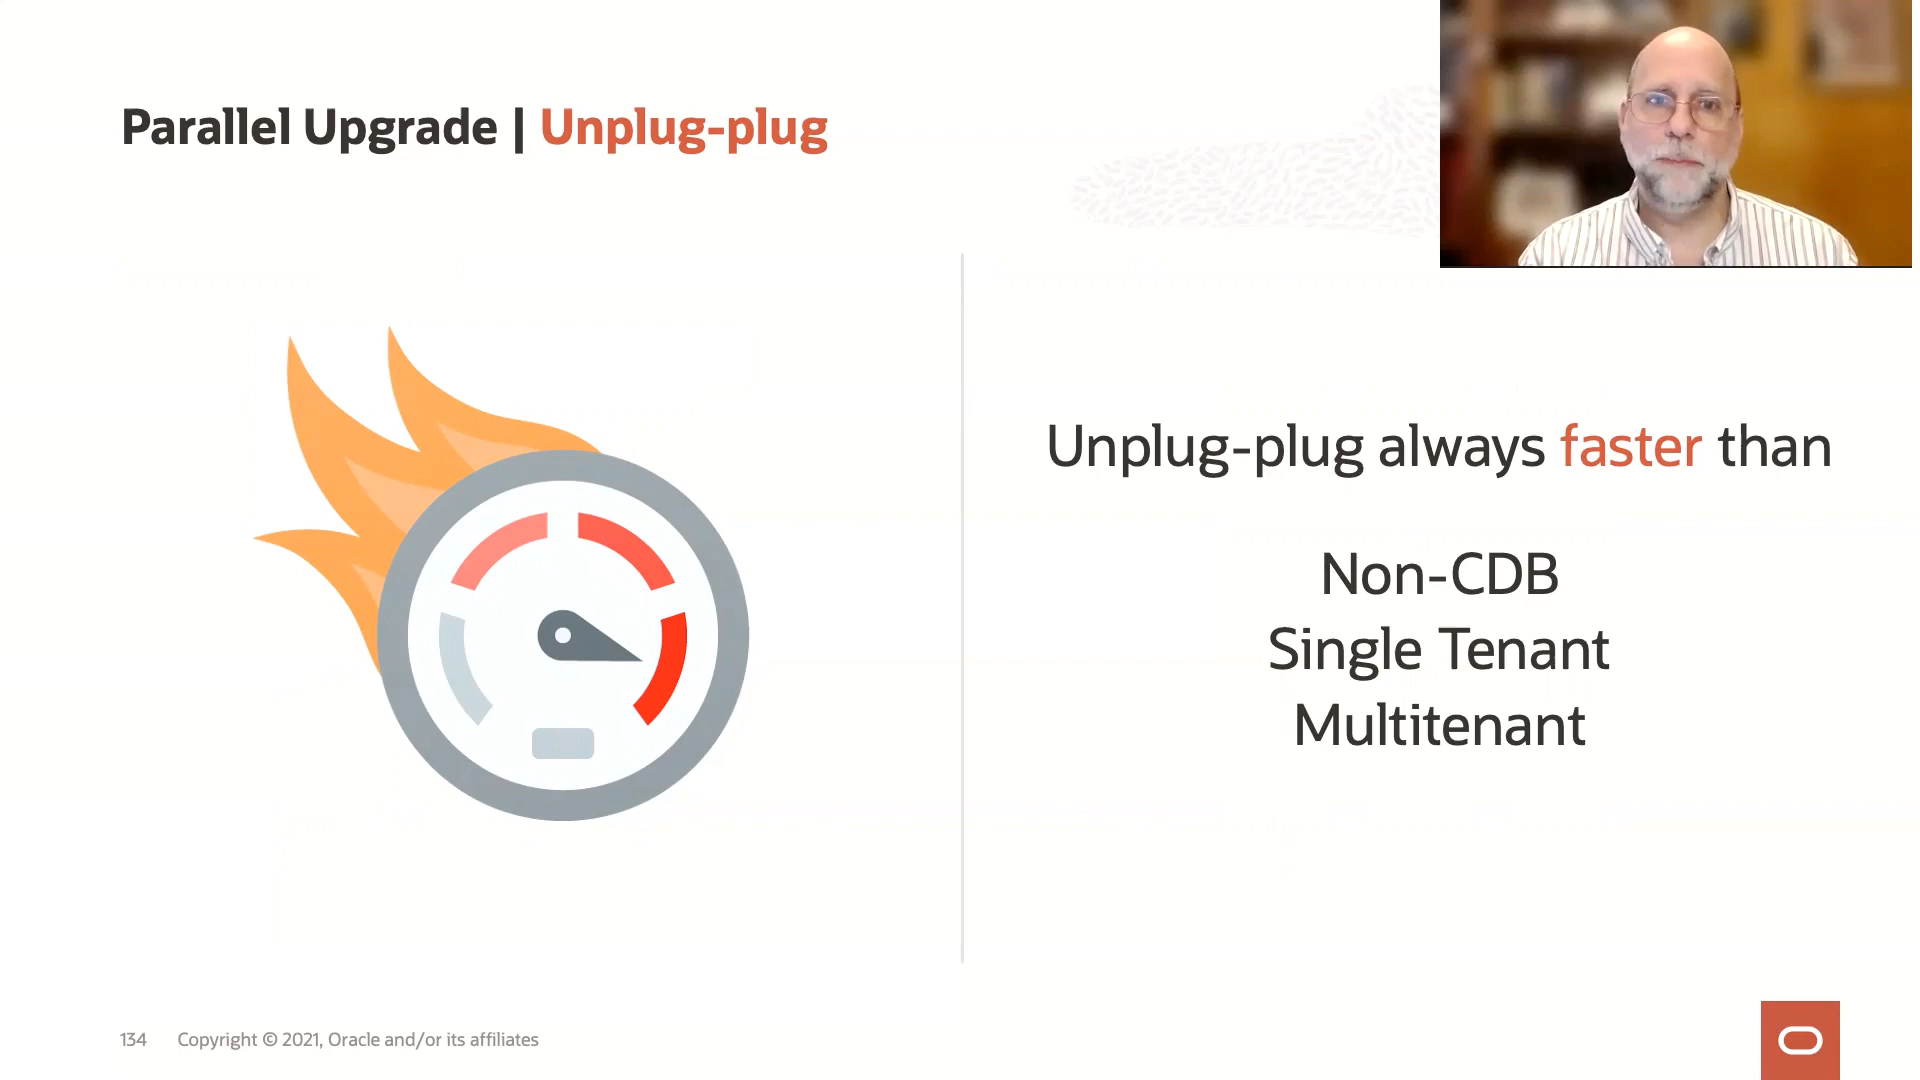 Parallel Upgrade | Unplug-plug
Unplug-plug always faster than
Non-CDB
Single Tenant
Multitenant
134 Copyright © 2021, Oracle and/or its affiliates